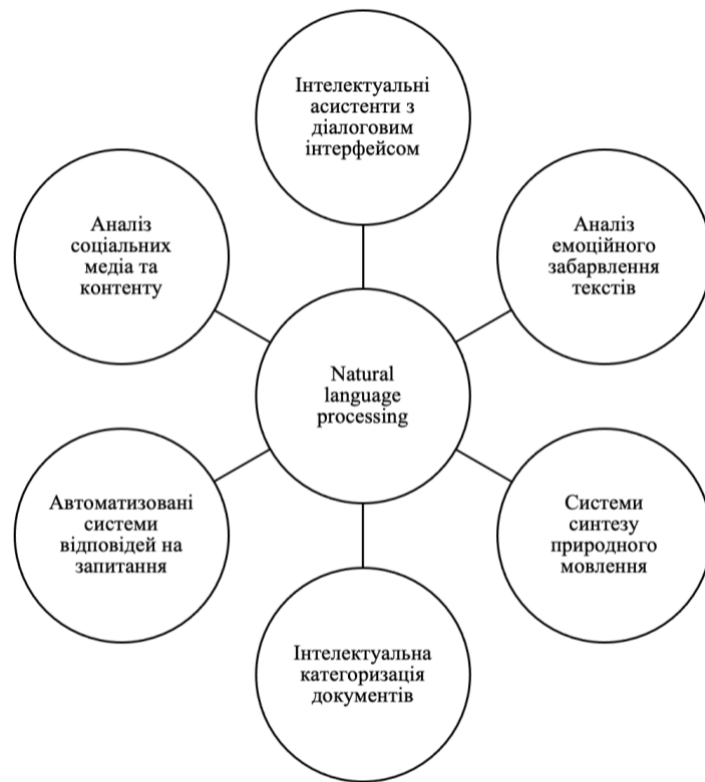 Інтелектуальні
асистенти з
діалоговим
інтерфейсом
Аналіз
соціальних
медіа та
контенту
Аналіз
емоційного
забарвлення
текстів
Natural
language
processing
Автоматизовані
системи
відповідей на
запитання
Системи
синтезу
природного
мовлення
Інтелектуальна
категоризація
документів